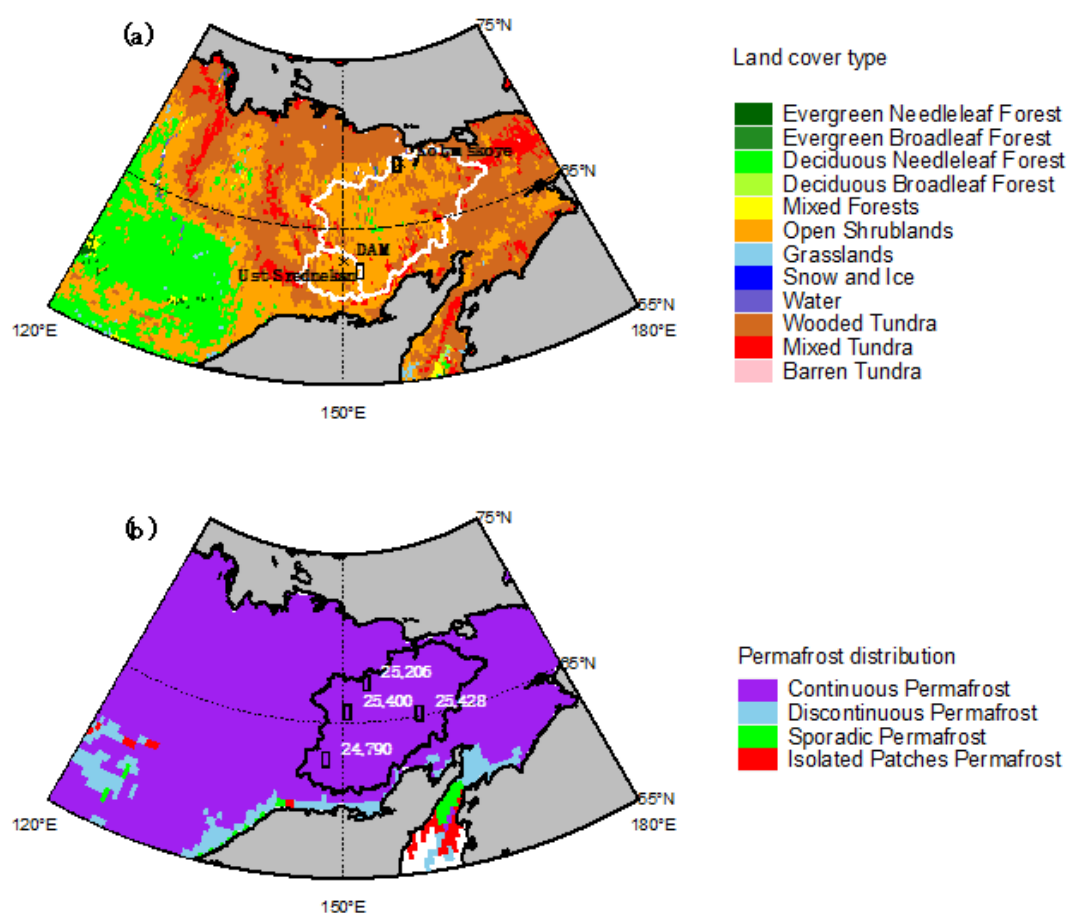 (a)
75°N
Land cover type
Evergreen Needleleaf Forest
Evergreen Broadleaf Forest
Deciduous Needleleaf Forest
Deciduous Broadleaf Forest
Mixed Forests
Open Shrublands
Grasslands
Snow and Ice
Water
Wooded Tundra
Mixed Tundra
Barren Tundra
65°N
DAM
55°N
120°E
180°E
150°E
(b)
75°N
65°N
25,206
25,400
25,428
24,790
Permafrost distribution
Continuous Permafrost
Discontinuous Permafrost
Sporadic Permafrost
Isolated Patches Permafrost
55°N
120°E
180°E
150°E